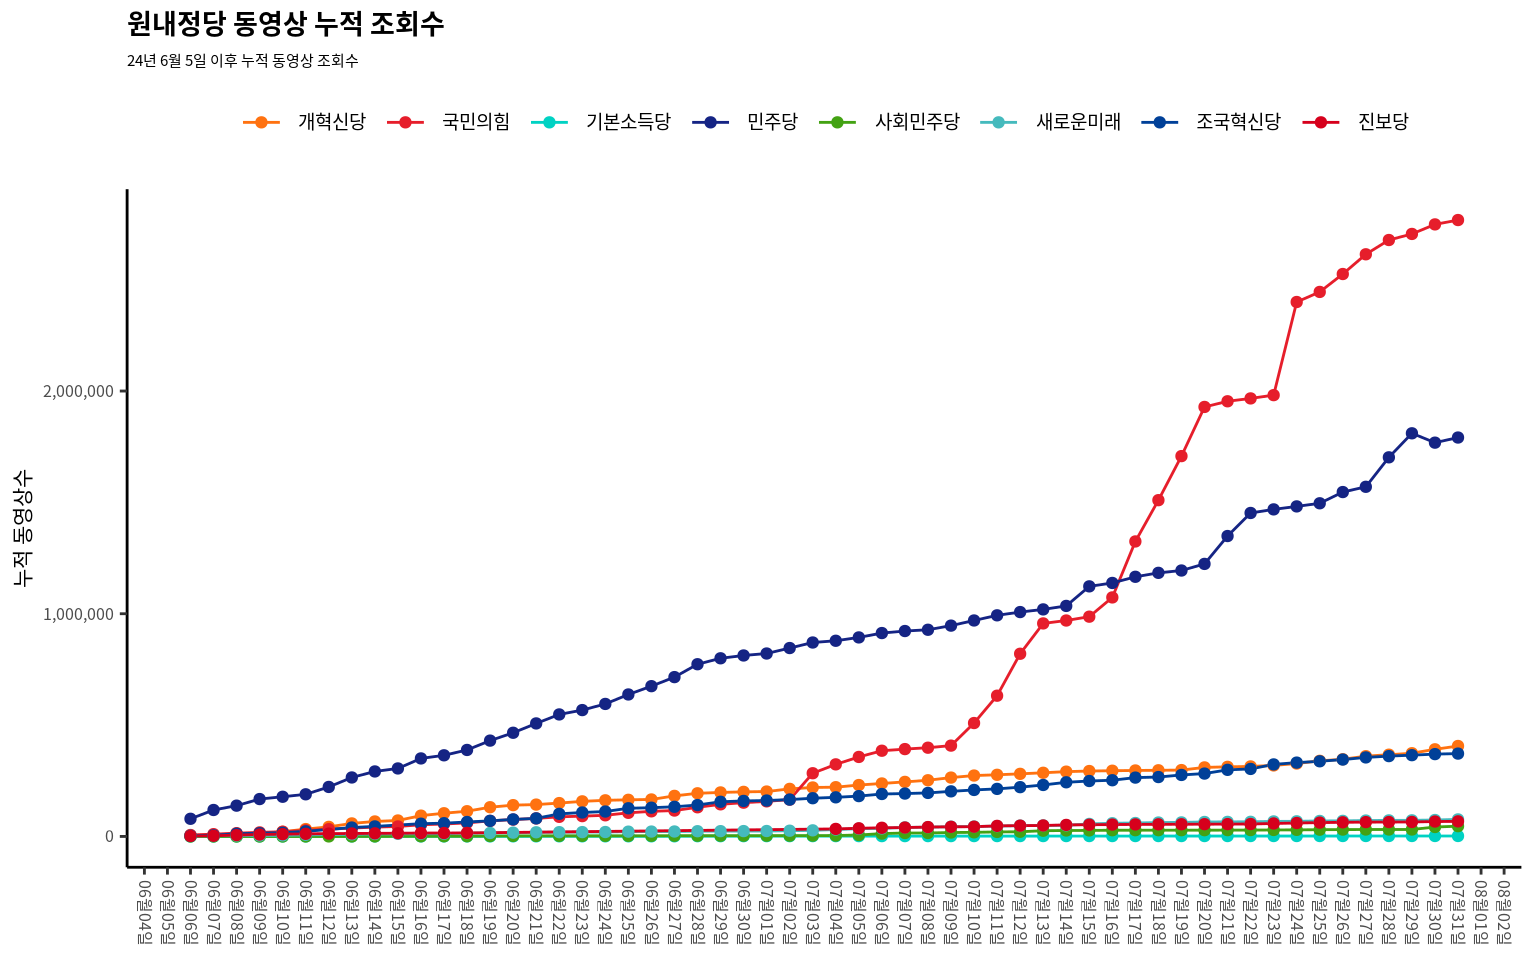 원내정당 동영상 누적 조회수
24년 6월 5일 이후 누적 동영상 조회수
개혁신당 국민의힘 기본소득당 민주당 사회민주당 새로운미래 조국혁신당 진보당
누적 동영상수
2,000,000
1,000,000
0
06월04일
06월05일
06월06일
06월07일
06월08일
06월09일
06월10일
06월11일
06월12일
06월13일
06월14일
06월15일
06월16일
06월17일
06월18일
06월19일
06월20일
06월21일
06월22일
06월23일
06월24일
06월25일
06월26일
06월27일
06월28일
06월29일
06월30일
07월01일
07월02일
07월03일
07월04일
07월05일
07월06일
07월07일
07월08일
07월09일
07월10일
07월11일
07월12일
07월13일
07월14일
07월15일
07월16일
07월17일
07월18일
07월19일
07월20일
07월21일
07월22일
07월23일
07월24일
07월25일
07월26일
07월27일
07월28일
07월29일
07월30일
07월31일
08월01일
08월02일